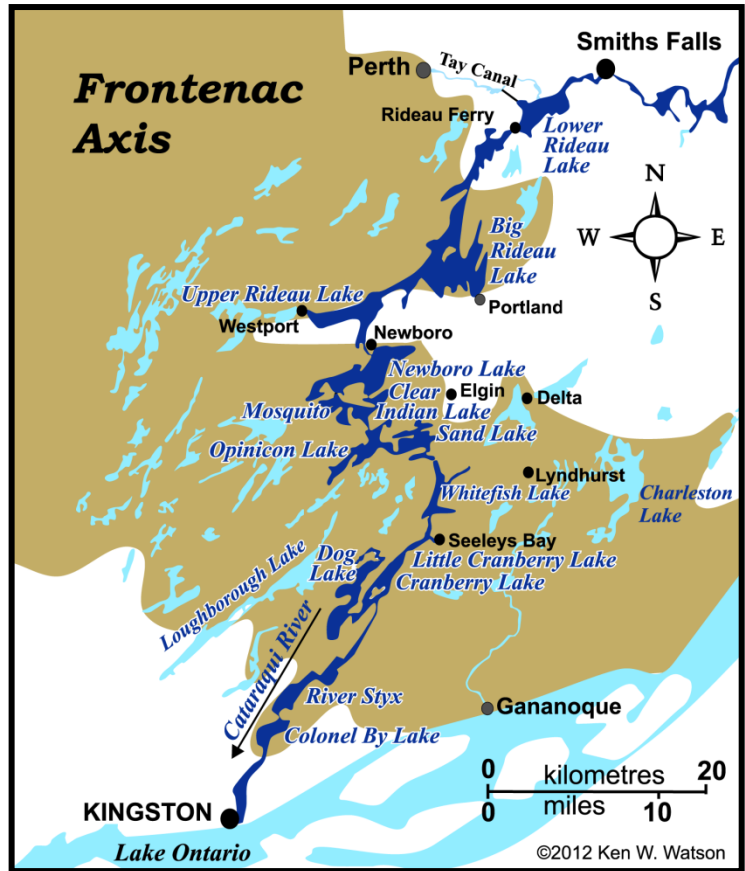 Frontenac
Axis
Smiths Falls
Perth
Tay Canal
Rideau Ferry
Lower
Rideau
Lake
N
W
E
S
Big
Rideau
Lake
Upper Rideau Lake
Westport
Portland
Newboro
Newboro Lake
Clear
Elgin
Delta
Mosquito
Indian Lake
Sand Lake
Opinicon Lake
Lyndhurst
Whitefish Lake
Charleston
Lake
Seeleys Bay
Dog
Lake
Little Cranberry Lake
Cranberry Lake
Loughborough Lake
Cataraqui River
River Styx
Gananoque
Colonel By Lake
0
20
kilometres
miles
0
10
KINGSTON
Lake Ontario
©2012 Ken W. Watson